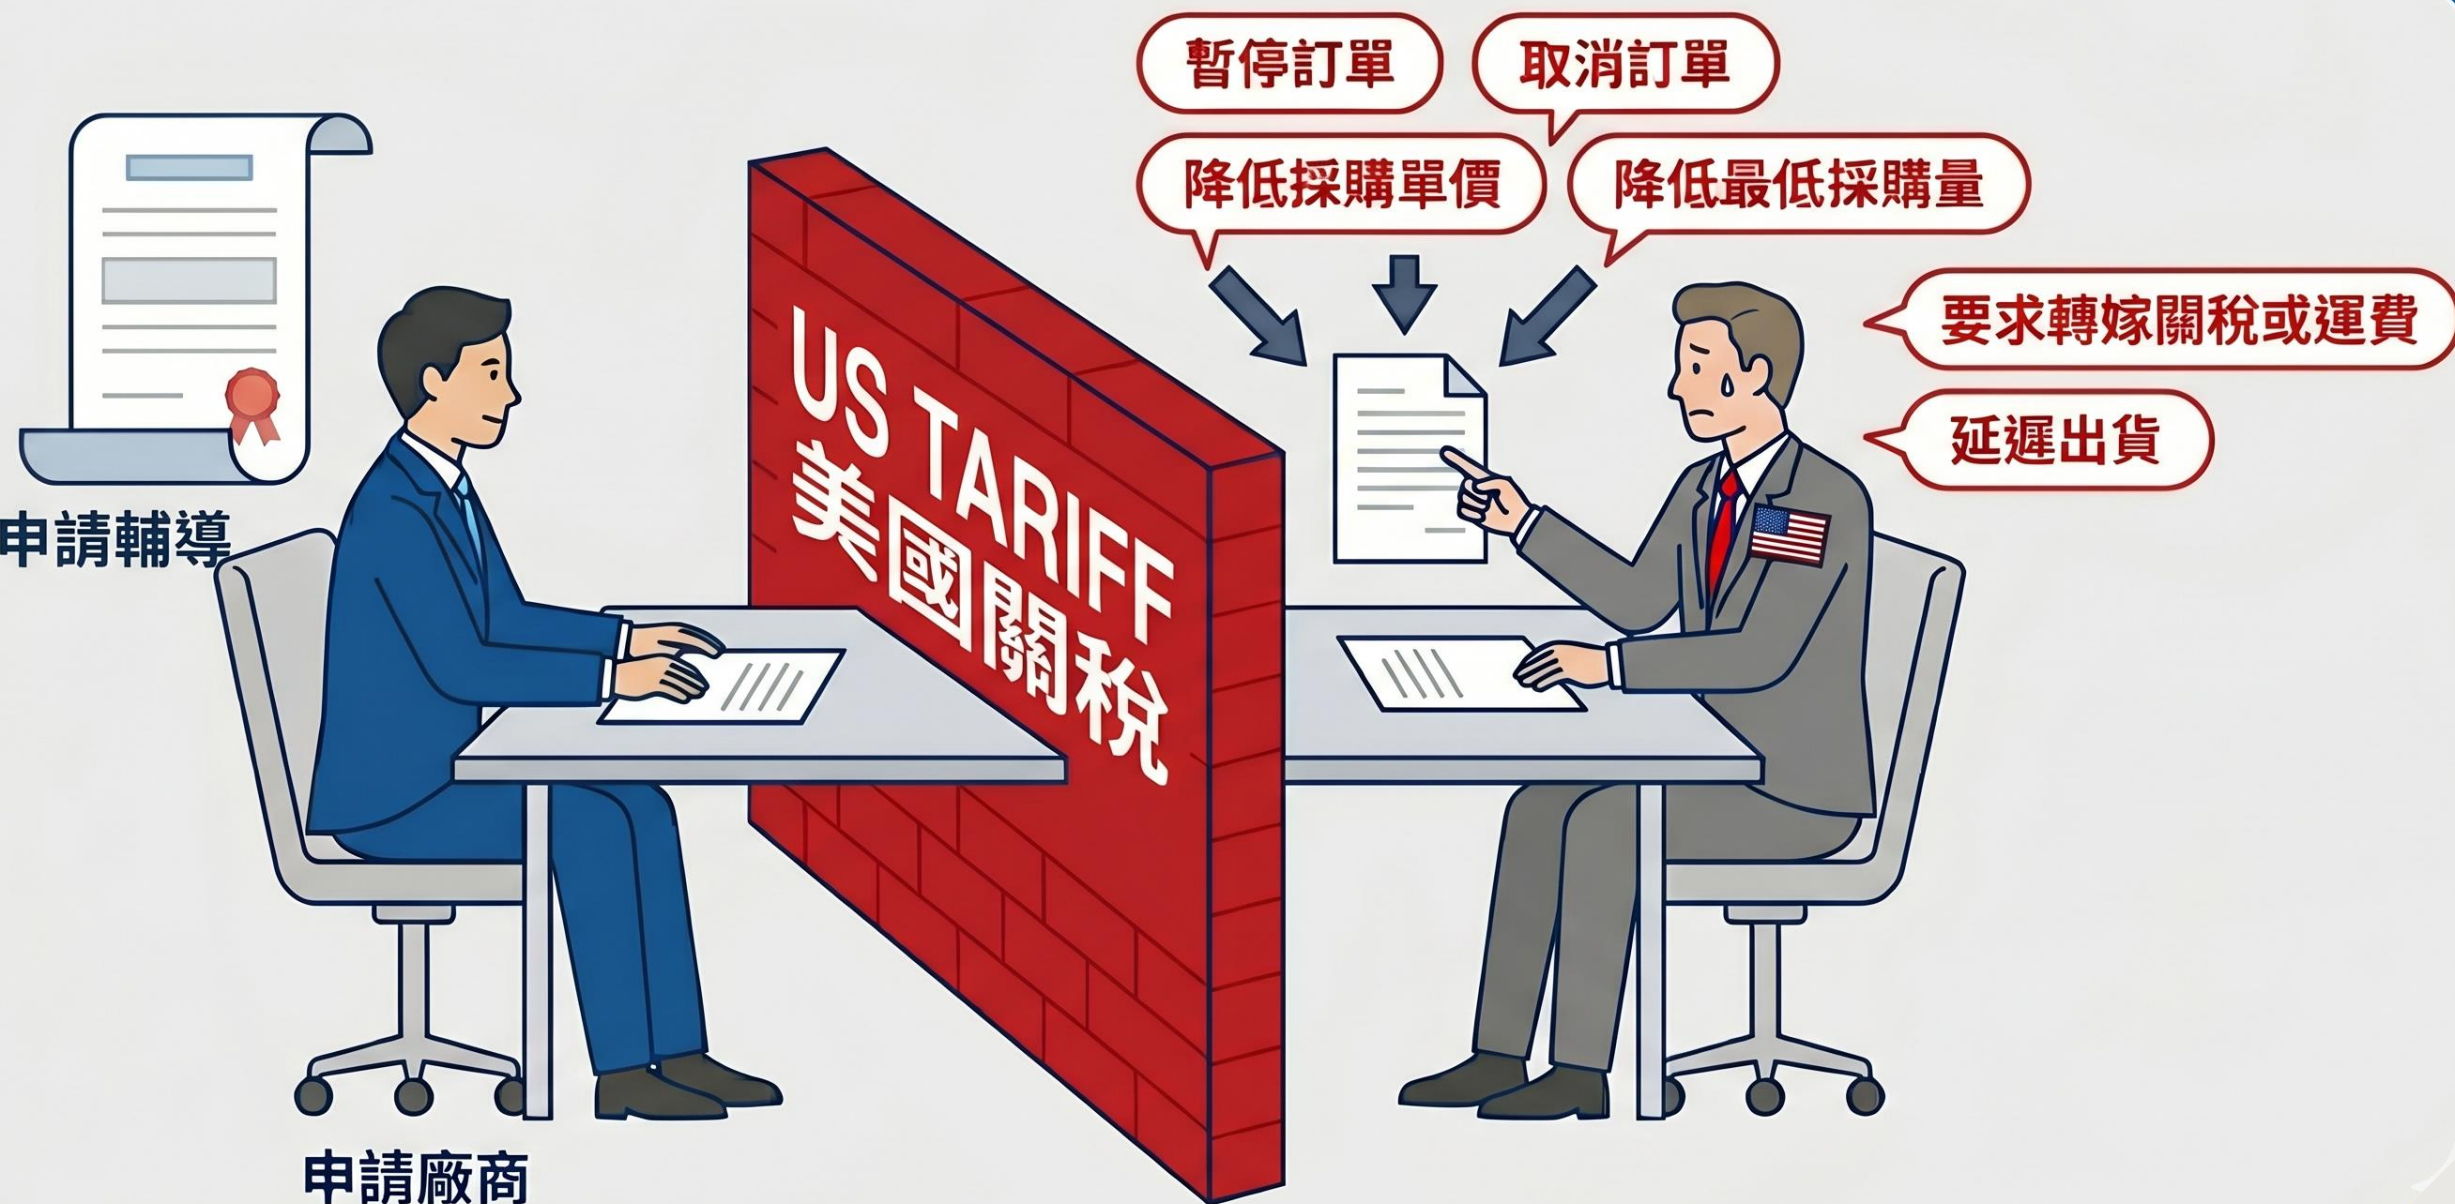 暫停訂單
取消訂單
降低採購單價
降低最低採購量
要求轉嫁關稅或運費
延遲出貨
申請輔導
US TARIFF
美國關稅
申請廠商